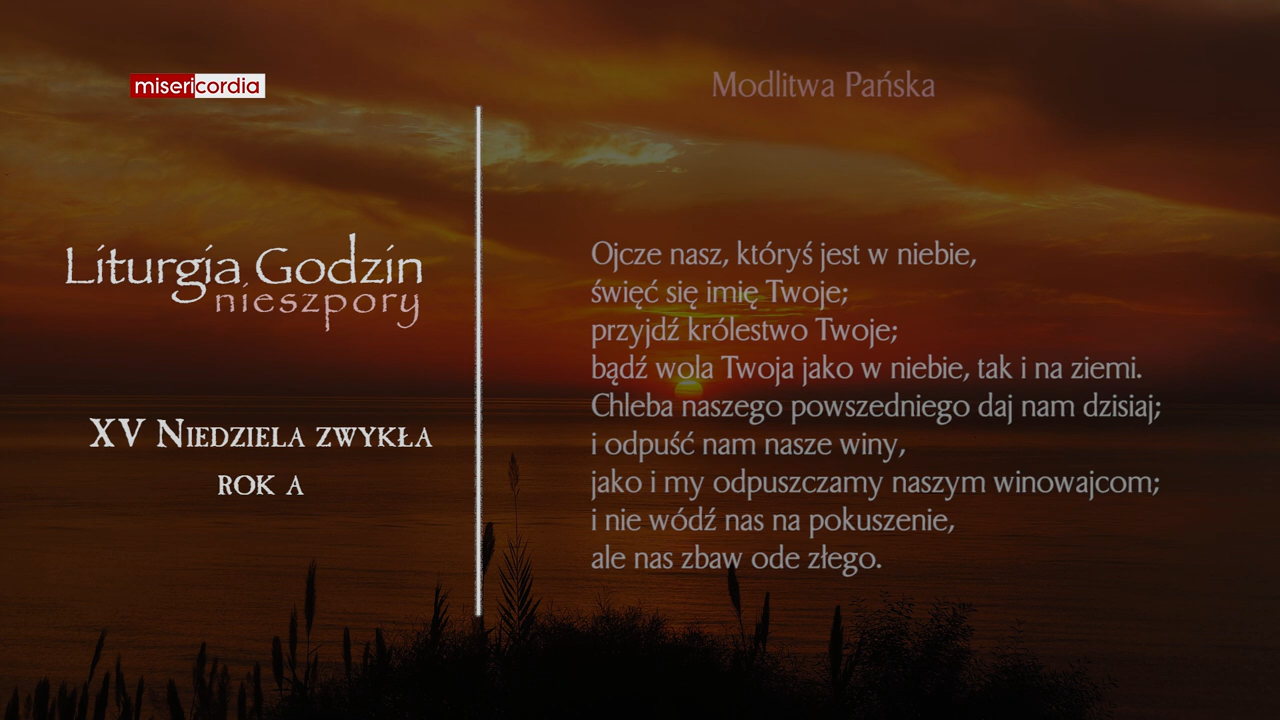 misericordia
Liturgia Godzin
nieszpory
XV Niedziela zwykła
rok A
Modlitwa Pańska
Ojcze nasz, któryś jest w niebie,
święć się imię Twoje;
przyjdź królestwo Twoje;
bądź wola Twoja jako w niebie, tak i na ziemi.
Chleba naszego powszedniego daj nam dzisiaj;
i odpuść nam nasze winy,
jako i my odpuszczamy naszym winowajcom;
i nie wódź nas na pokuszenie,
ale nas zbaw ode złego.